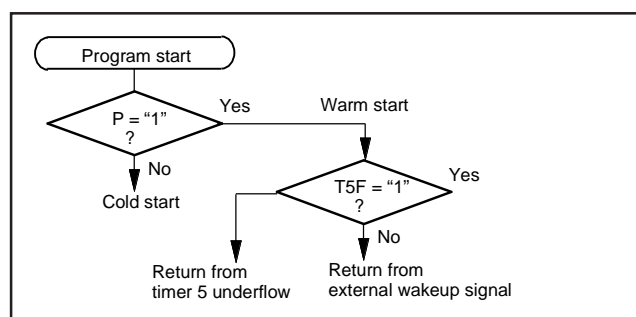 Program start
P = “1”
?
Yes
Warm start
No
Cold start
T5F = “1”
?
Yes
No
Return from
timer 5 underflow
Return from
external wakeup signal